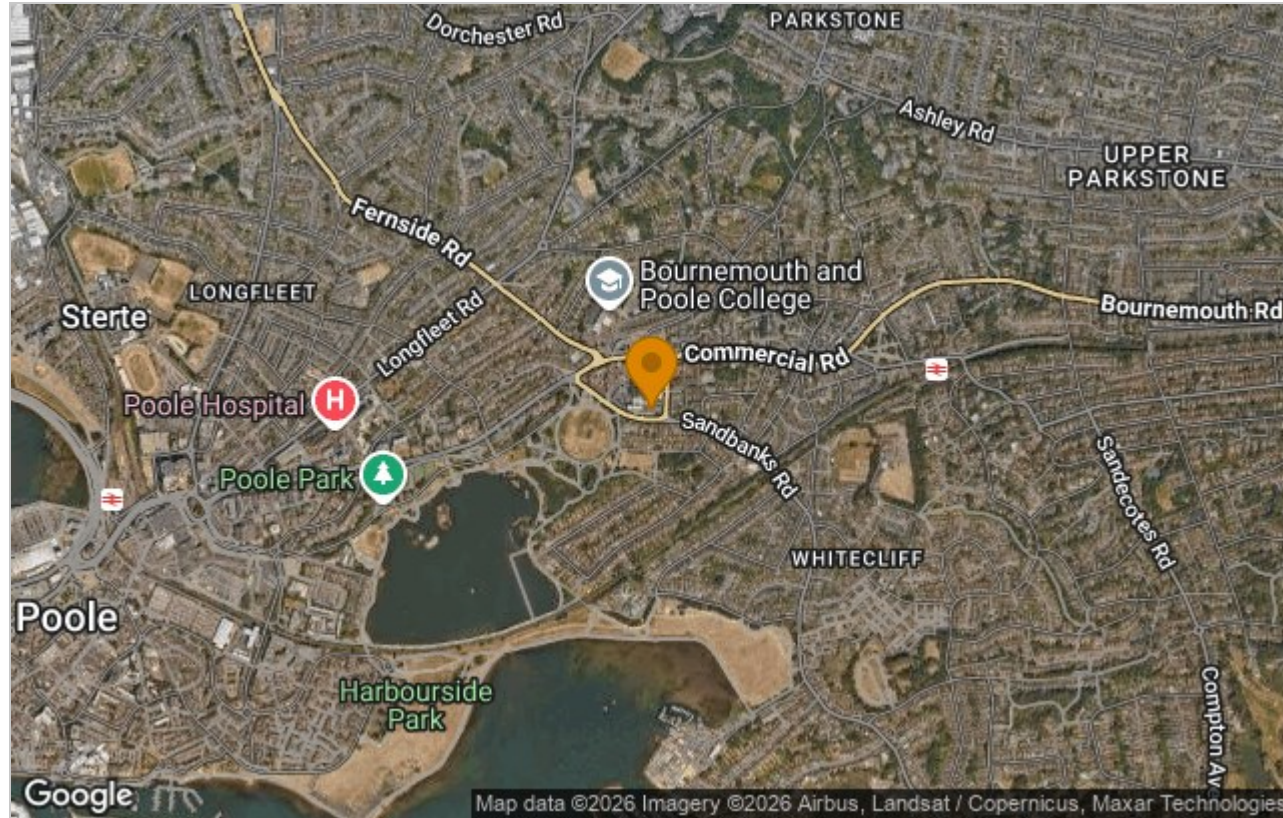 Dorchester Rd
PARKSTONE
Ashley Rd
UPPER
PARKSTONE
Fernside Rd
Bournemouth and
Poole College
LONGFLEET
Sterte
Longfleet Rd
Bournemouth Rd
Commercial Rd
H
Poole Hospital
Sandbanks Rd
Poole Park
Sandecotes Rd
WHITECLIFF
Poole
Harbourside
Park
Compton Ave
Google
Map data ©2026 Imagery ©2026 Airbus, Landsat / Copernicus, Maxar Technologies